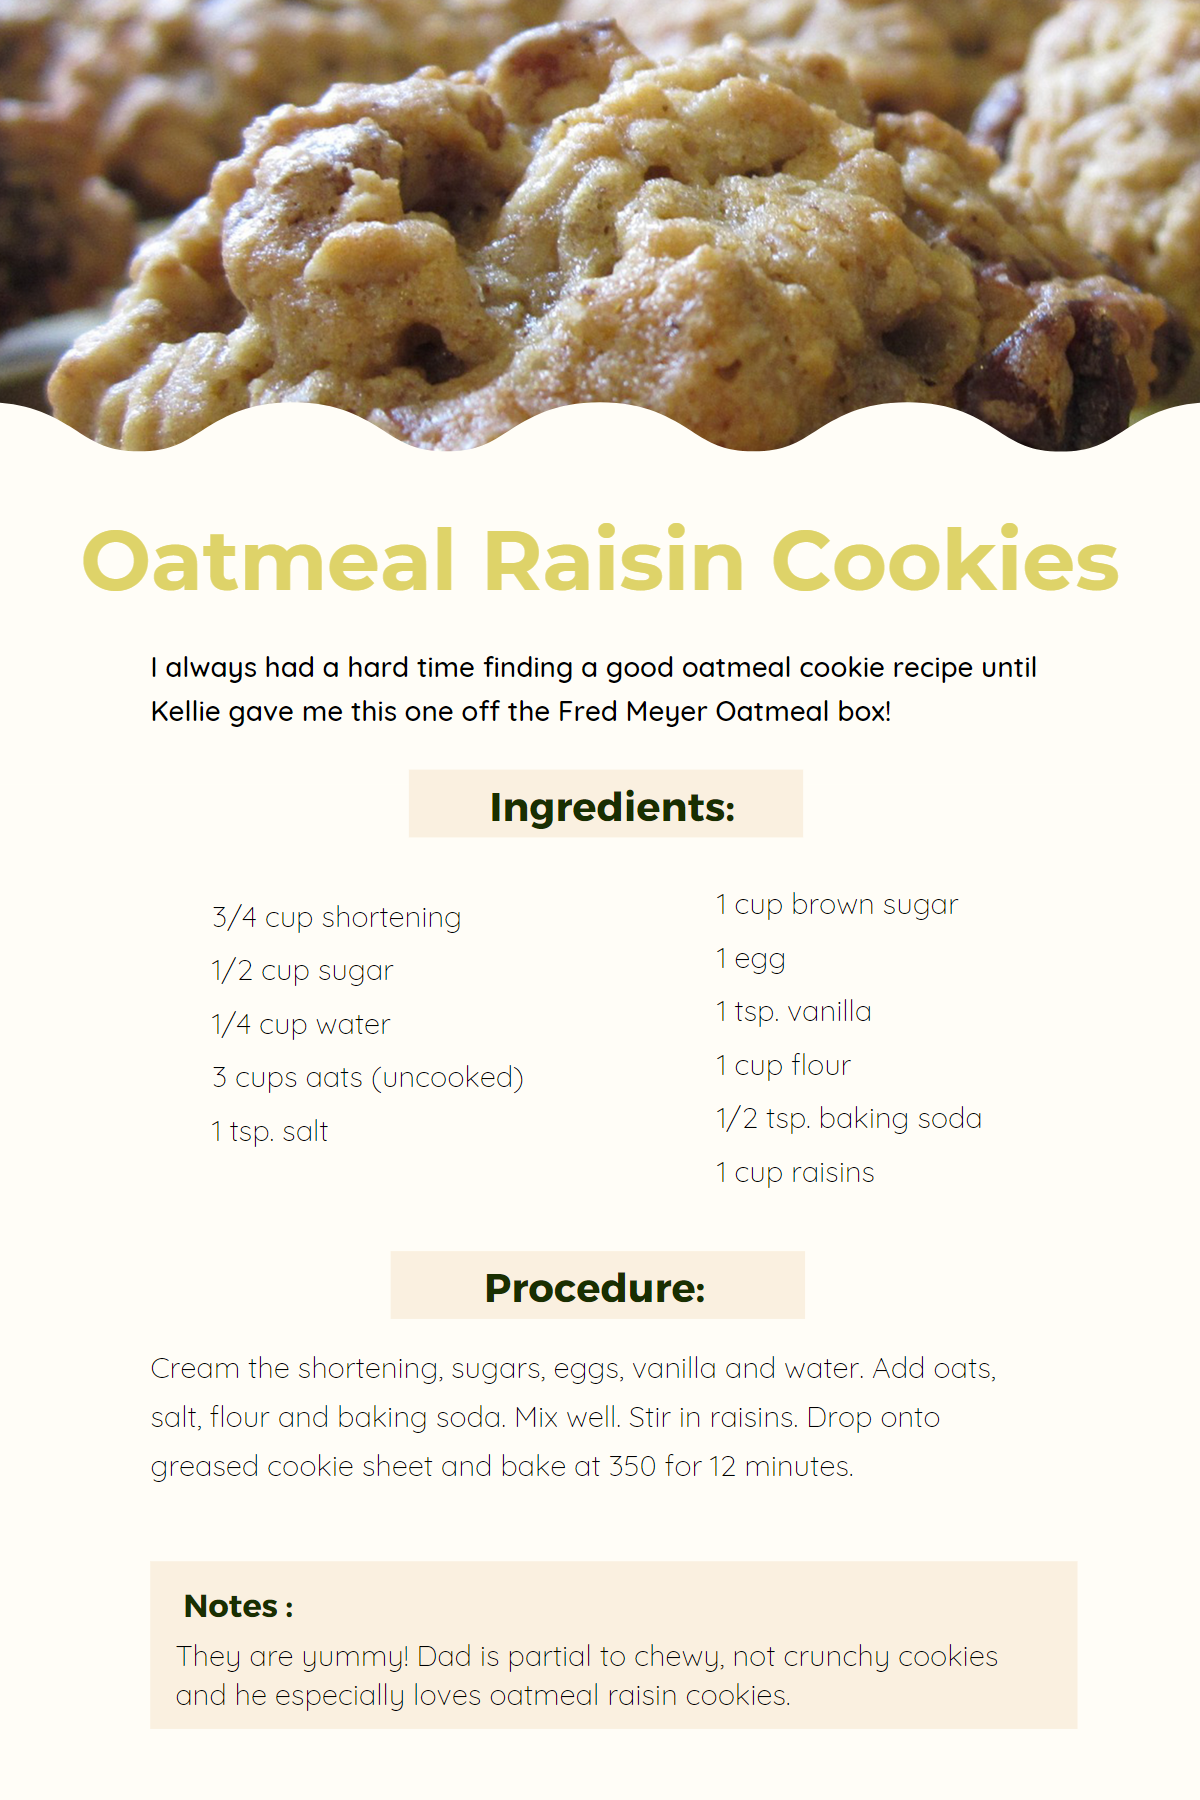 Oatmeal Raisin Cookies
I always had a hard time finding a good oatmeal cookie recipe until
Kellie gave me this one off the Fred Meyer Oatmeal box!
Ingredients:
3/4 cup shortening
1/2 cup sugar
1/4 cup water
3 cups aats (uncooked)
1 tsp. salt
1 cup brown sugar
1 egg
1 tsp. vanilla
1 cup flour
1/2 tsp. baking soda
1 cup raisins
Procedure:
Cream the shortening, sugars, eggs, vanilla and water. Add oats,
salt, flour and baking soda. Mix well. Stir in raisins. Drop onto
greased cookie sheet and bake at 350 for 12 minutes.
Notes :
They are yummy! Dad is partial to chewy, not crunchy cookies
and he especially loves oatmeal raisin cookies.